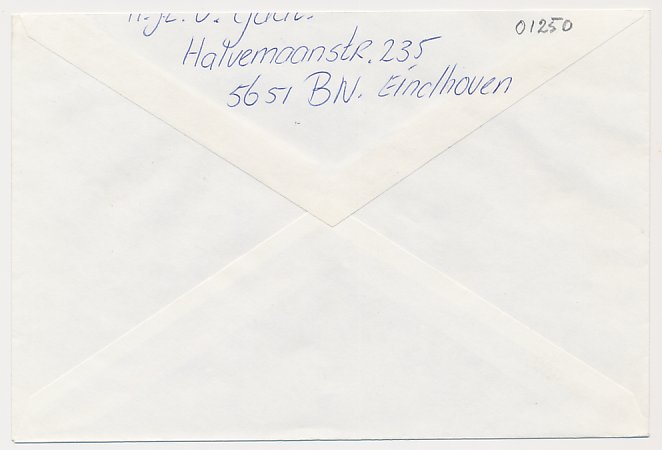 01250
Halvemaanstr. 235
5651 BN. Eindhoven